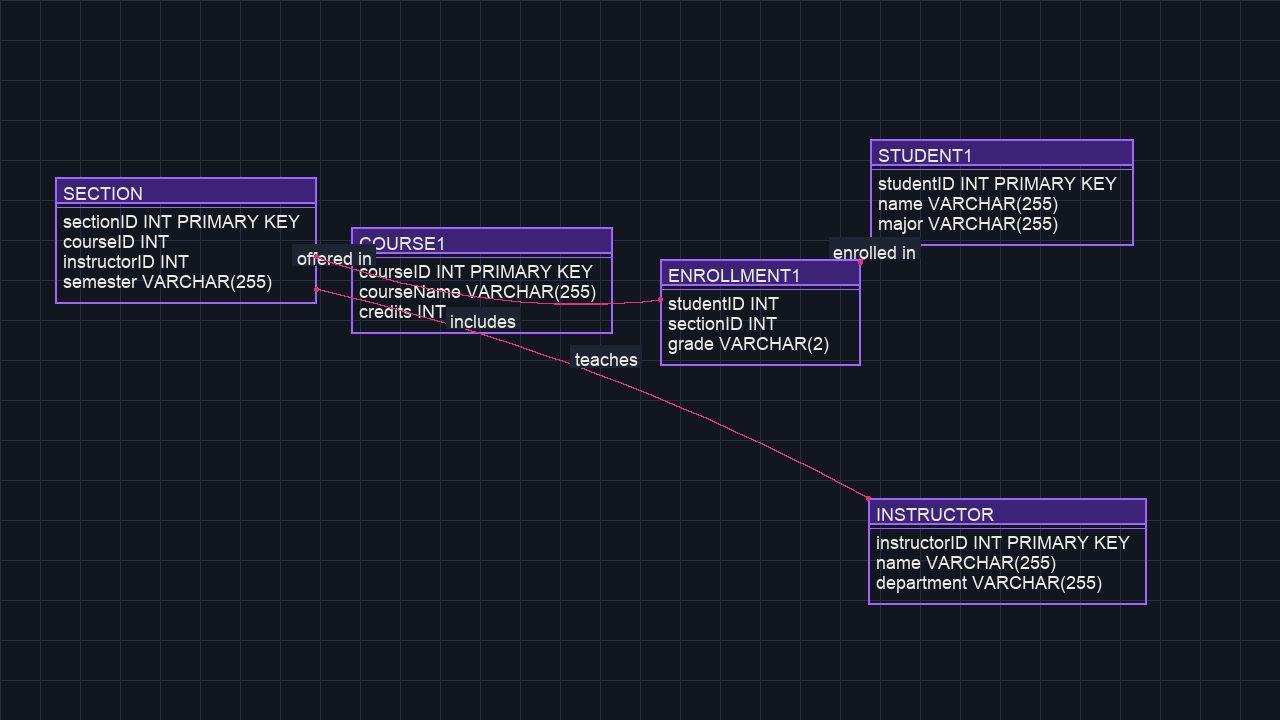 STUDENT1
studentID INT PRIMARY KEY
name VARCHAR(255)
major VARCHAR(255)
SECTION
sectionID INT PRIMARY KEY
courseID INT
instructorID INT
semester VARCHAR(255)
offered in
COURSE1
courseID INT PRIMARY KEY
courseName VARCHAR(255)
credits INT
includes
enrolled in
ENROLLMENT1
studentID INT
sectionID INT
grade VARCHAR(2)
teaches
INSTRUCTOR
instructorID INT PRIMARY KEY
name VARCHAR(255)
department VARCHAR(255)